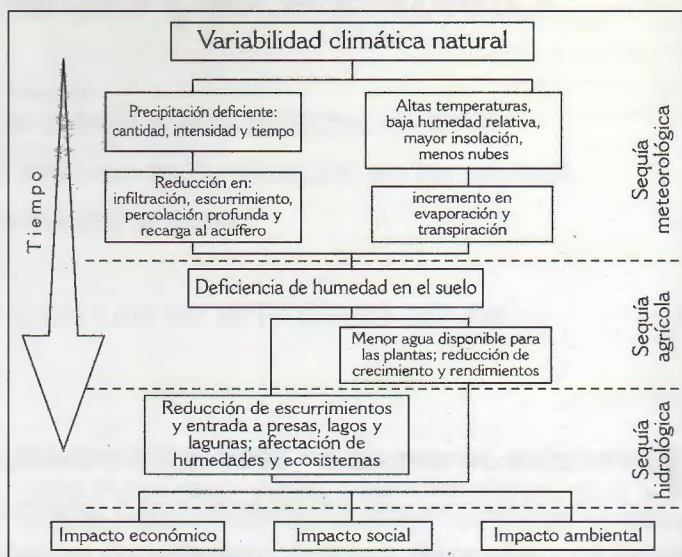 Variabilidad climática natural
Precipitación deficiente:
cantidad, intensidad y tiempo
Altas temperaturas,
baja humedad relativa,
mayor insolación,
menos nubes
Reducción en:
infiltración, escurrimiento,
percolación profunda y
recarga al acuífero
incremento en
evaporación y
transpiración
Sequía
meteorológica
Tiempo
Deficiencia de humedad en el suelo
Menor agua disponible para
las plantas; reducción de
crecimiento y rendimientos
Sequía
agrícola
Reducción de escurrimientos
y entrada a presas, lagos y
lagunas; afectación de
humedades y ecosistemas
Sequía
hidrológica
Impacto económico
Impacto social
Impacto ambiental